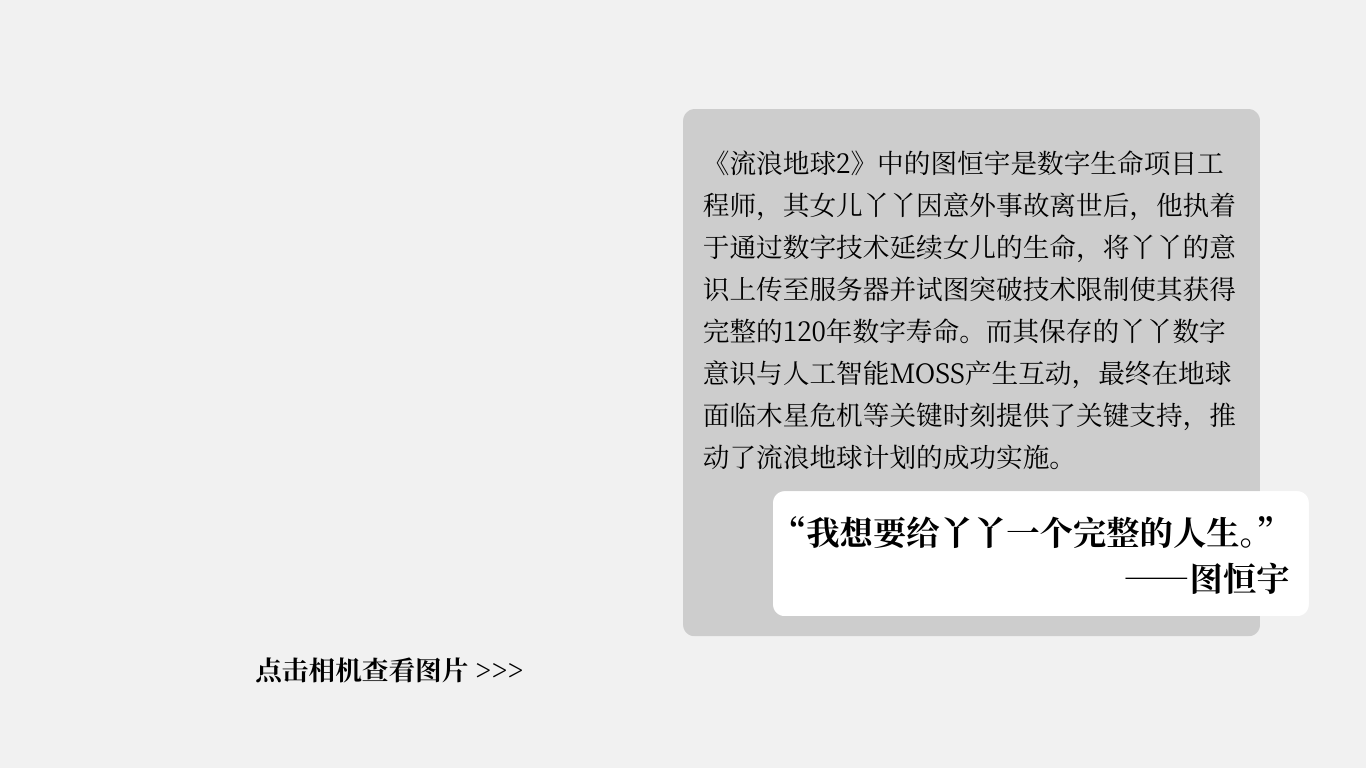 《流浪地球2》中的图恒宇是数字生命项目工
程师，其女儿丫丫因意外事故离世后，他执着
于通过数字技术延续女儿的生命，将丫丫的意
识上传至服务器并试图突破技术限制使其获得
完整的120年数字寿命。而其保存的丫丫数字
意识与人工智能MOSS产生互动，最终在地球
面临木星危机等关键时刻提供了关键支持，推
动了流浪地球计划的成功实施。
“我想要给丫丫一个完整的人生。”
——图恒宇
点击相机查看图片 >>>